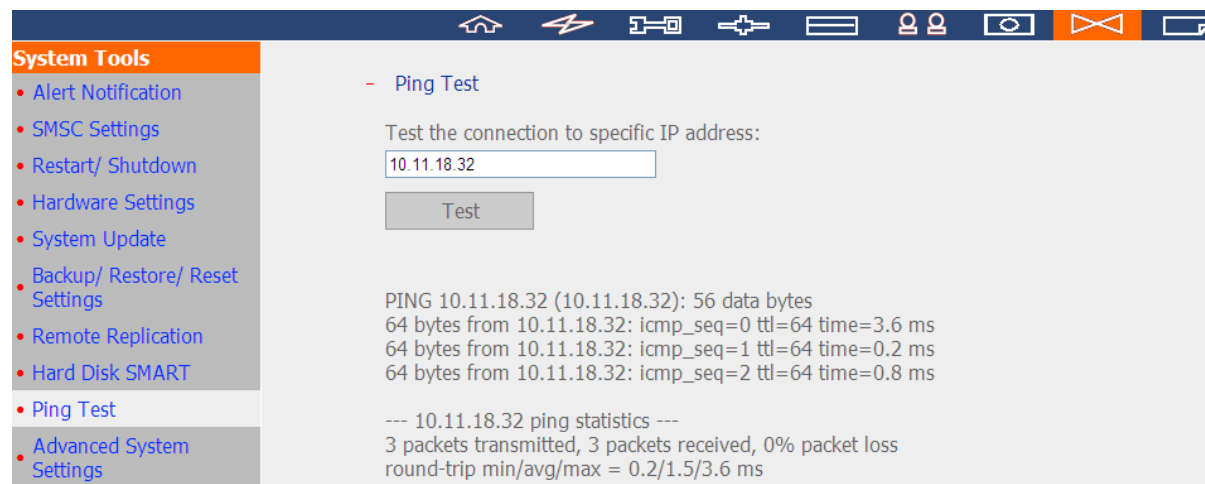 System Tools
• Alert Notification
• SMSC Settings
• Restart/ Shutdown
• Hardware Settings
• System Update
• Backup/ Restore/ Reset
Settings
• Remote Replication
• Hard Disk SMART
• Ping Test
• Advanced System
Settings
- Ping Test
Test the connection to specific IP address:
10.11.18.32
Test
PING 10.11.18.32 (10.11.18.32): 56 data bytes
64 bytes from 10.11.18.32: icmp_seq=0 ttl=64 time=3.6 ms
64 bytes from 10.11.18.32: icmp_seq=1 ttl=64 time=0.2 ms
64 bytes from 10.11.18.32: icmp_seq=2 ttl=64 time=0.8 ms
--- 10.11.18.32 ping statistics ---
3 packets transmitted, 3 packets received, 0% packet loss
round-trip min/avg/max = 0.2/1.5/3.6 ms